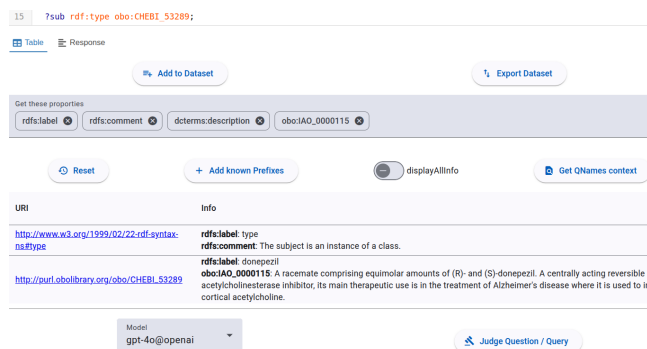 15 ?sub rdf:type obo:CHEBI_53289;
Table Response
Add to Dataset Export Dataset
Get these proporties
rdfs:label rdfs:comment dcterms:description obo:IAO_0000115
Reset Add known Prefixes displayAllInfo Get QNames context
URI Info
http://www.w3.org/1999/02/22-rdf-syntax-
ns#type
rdfs:label: type
rdfs:comment: The subject is an instance of a class.
http://purl.obolibrary.org/obo/CHEBI_53289
rdfs:label: donepezil
obo:IAO_0000115: A racemate comprising equimolar amounts of (R)- and (S)-donepezil. A centrally acting reversible
acetylcholinesterase inhibitor, its main therapeutic use is in the treatment of Alzheimer's disease where it is used to
cortical acetylcholine.
Model
gpt-4o@openai
Judge Question / Query